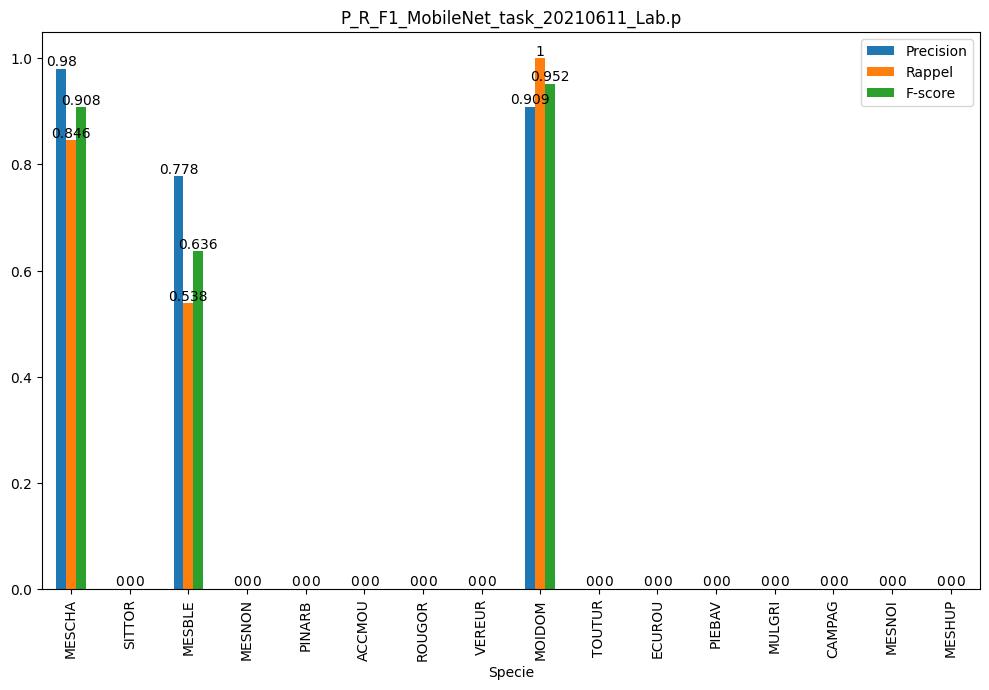 P_R_F1_MobileNet_task_20210611_Lab.p
Precision
Rappel
F-score
1.0
0.8
0.6
0.4
0.2
0.0
0.98
0.846
0.908
0 0 0
0.778
0.538
0.636
0 0 0
0 0 0
0 0 0
0 0 0
0 0 0
0.909
1
0.952
0 0 0
0 0 0
0 0 0
0 0 0
0 0 0
0 0 0
0 0 0
MESCHA
SITTOR
MESBLE
MESNON
PINARB
ACCMOU
ROUGOR
VEREUR
MOIDOM
TOUTUR
ECUROU
PIEBAV
MULGRI
CAMPAG
MESNOI
MESHUP
Specie